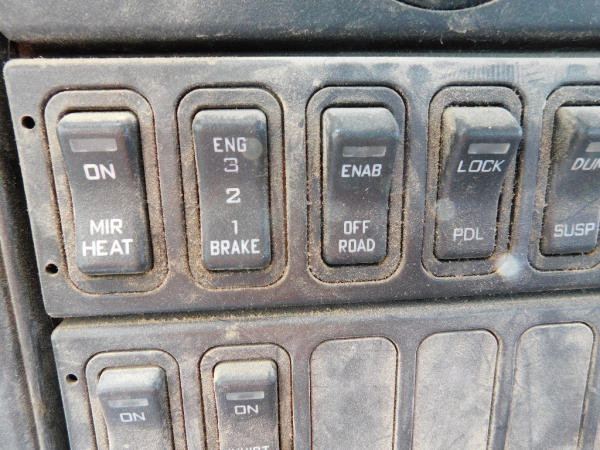 ON
MIR
HEAT
ENG
3
2
1
BRAKE
ENAB
OFF
ROAD
LOCK
PDL
SUSP
ON
ON